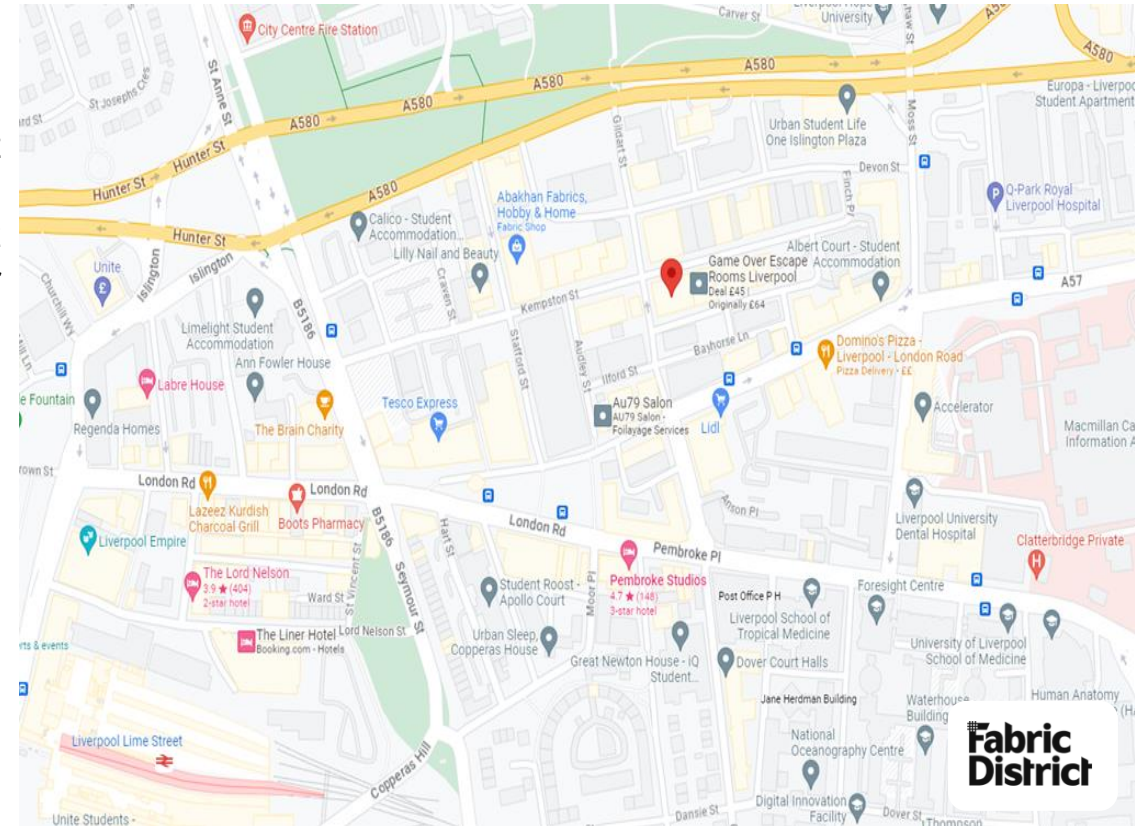 Carver St
University
City Centre Fire Station
A580
A580
St Anne St
St Josephs Cres
A580
A580
Europa - Liverpoo
Student Apartment
Gildart St
Moss St
Urban Student Life
One Islington Plaza
A580
Hunter St
Hunter St
A580
Devon St
Finch Pl
Q-Park Royal
Liverpool Hospital
Abakhan Fabrics,
Hobby & Home
Fabric Shop
Calico - Student
Accommodation...
Hunter St
Lilly Nail and Beauty
Albert Court - Student
Accommodation
Game Over Escape
Rooms Liverpool
Deal £45 |
Originally £64
Unite
Islington
Islington
Churchill Wy
A57
Craven St
Kempston St
B5186
Limelight Student
Accommodation
Ann Fowler House
Stafford St
Audley St
Bayhorse Ln
Ilford St
Domino's Pizza -
Liverpool - London Road
Pizza Delivery - ££
Labre House
e Fountain
Regenda Homes
The Brain Charity
Tesco Express
Au79 Salon
AU79 Salon -
Foilayage Services
Lidl
Accelerator
Macmillan Ca
Information A
rown St
London Rd
London Rd
Lazeez Kurdish
Charcoal Grill
Boots Pharmacy
B5186
Anson Pl
London Rd
Liverpool University
Dental Hospital
Liverpool Empire
Hart St
Pembroke Pl
Clatterbridge Private
The Lord Nelson
3.9 ★ (404)
2-star hotel
St Vincent St
Seymour St
Student Roost -
Apollo Court
Moor Pl
Pembroke Studios
4.7 ★ (148)
3-star hotel
Foresight Centre
Ward St
Post Office P H
Liverpool School of
Tropical Medicine
Lord Nelson St
The Liner Hotel
Booking.com - Hotels
Urban Sleep,
Copperas House
Great Newton House - iQ
Student...
Dover Court Halls
University of Liverpool
School of Medicine
rts & events
Jane Herdman Building
Waterhouse
Building
Human Anatomy
Liverpool Lime Street
National
Oceanography Centre
Fabric
District
Copperas Hill
Digital Innovation
Facility
Dansie St
Dover St
Thompson
Unite Students -